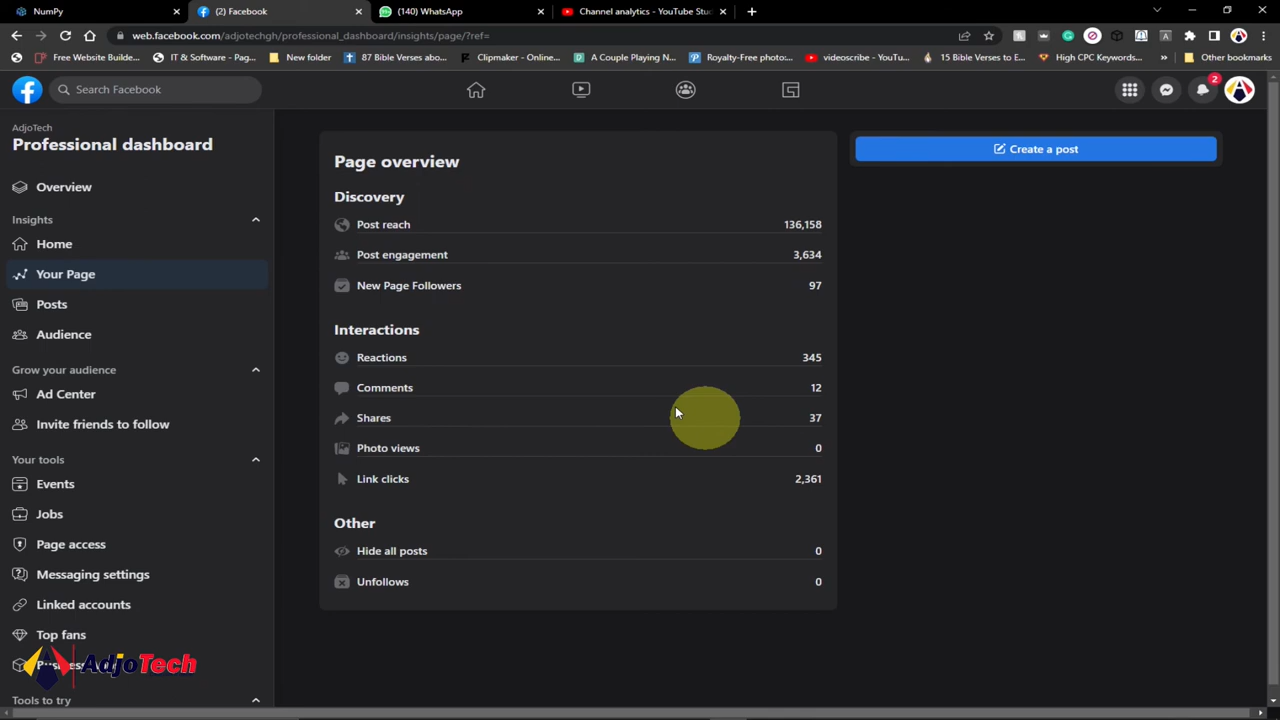 NumPy
(2) Facebook
(140) WhatsApp
Channel analytics - YouTube Stu
web.facebook.com/adjotechgh/professional_dashboard/insights/page/?ref=
Free Website Builde...
IT & Software - Pag...
New folder
87 Bible Verses abo...
Clipmaker - Online...
A Couple Playing N...
Royalty-Free photo:...
videoscribe - YouTu...
15 Bible Verses to E...
High CPC Keywords...
Other bookmarks
Search Facebook
2
AdjoTech
Professional dashboard
Overview
Insights
Home
Your Page
Posts
Audience
Grow your audience
Ad Center
Invite friends to follow
Your tools
Events
Jobs
Page access
Messaging settings
Linked accounts
Top fans
AdjoTech
Tools to try
Page overview
Discovery
Post reach 136,158
Post engagement 3,634
New Page Followers 97
Interactions
Reactions 345
Comments 12
Shares 37
Photo views 0
Link clicks 2,361
Other
Hide all posts 0
Unfollows 0
Create a post